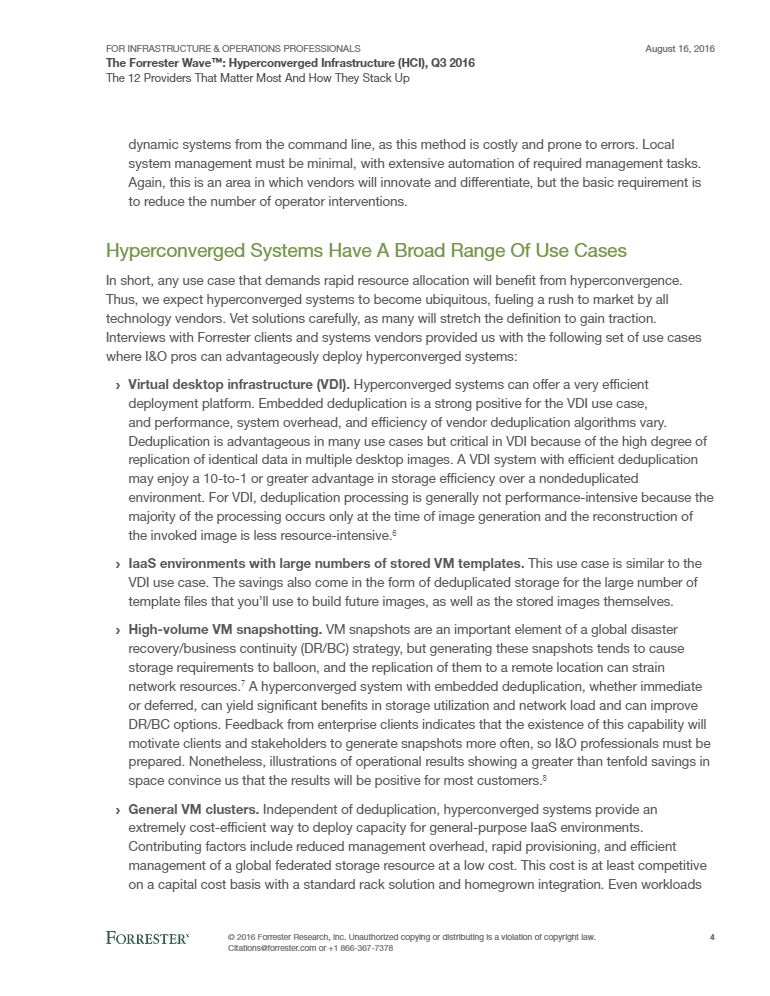 FOR INFRASTRUCTURE & OPERATIONS PROFESSIONALS
August 16, 2016
The Forrester Wave™: Hyperconverged Infrastructure (HCI), Q3 2016
The 12 Providers That Matter Most And How They Stack Up
dynamic systems from the command line, as this method is costly and prone to errors. Local
system management must be minimal, with extensive automation of required management tasks.
Again, this is an area in which vendors will innovate and differentiate, but the basic requirement is
to reduce the number of operator interventions.
Hyperconverged Systems Have A Broad Range Of Use Cases
In short, any use case that demands rapid resource allocation will benefit from hyperconvergence.
Thus, we expect hyperconverged systems to become ubiquitous, fueling a rush to market by all
technology vendors. Vet solutions carefully, as many will stretch the definition to gain traction.
Interviews with Forrester clients and systems vendors provided us with the following set of use cases
where I&O pros can advantageously deploy hyperconverged systems:
› Virtual desktop infrastructure (VDI). Hyperconverged systems can offer a very efficient
deployment platform. Embedded deduplication is a strong positive for the VDI use case,
and performance, system overhead, and efficiency of vendor deduplication algorithms vary.
Deduplication is advantageous in many use cases but critical in VDI because of the high degree of
replication of identical data in multiple desktop images. A VDI system with efficient deduplication
may enjoy a 10-to-1 or greater advantage in storage efficiency over a nondeduplicated
environment. For VDI, deduplication processing is generally not performance-intensive because the
majority of the processing occurs only at the time of image generation and the reconstruction of
the invoked image is less resource-intensive.⁶
› IaaS environments with large numbers of stored VM templates. This use case is similar to the
VDI use case. The savings also come in the form of deduplicated storage for the large number of
template files that you'll use to build future images, as well as the stored images themselves.
› High-volume VM snapshotting. VM snapshots are an important element of a global disaster
recovery/business continuity (DR/BC) strategy, but generating these snapshots tends to cause
storage requirements to balloon, and the replication of them to a remote location can strain
network resources.⁷ A hyperconverged system with embedded deduplication, whether immediate
or deferred, can yield significant benefits in storage utilization and network load and can improve
DR/BC options. Feedback from enterprise clients indicates that the existence of this capability will
motivate clients and stakeholders to generate snapshots more often, so I&O professionals must be
prepared. Nonetheless, illustrations of operational results showing a greater than tenfold savings in
space convince us that the results will be positive for most customers.⁸
› General VM clusters. Independent of deduplication, hyperconverged systems provide an
extremely cost-efficient way to deploy capacity for general-purpose IaaS environments.
Contributing factors include reduced management overhead, rapid provisioning, and efficient
management of a global federated storage resource at a low cost. This cost is at least competitive
on a capital cost basis with a standard rack solution and homegrown integration. Even workloads
FORRESTER
© 2016 Forrester Research, Inc. Unauthorized copying or distributing is a violation of copyright law.
4
Citations@forrester.com or +1 866-367-7378